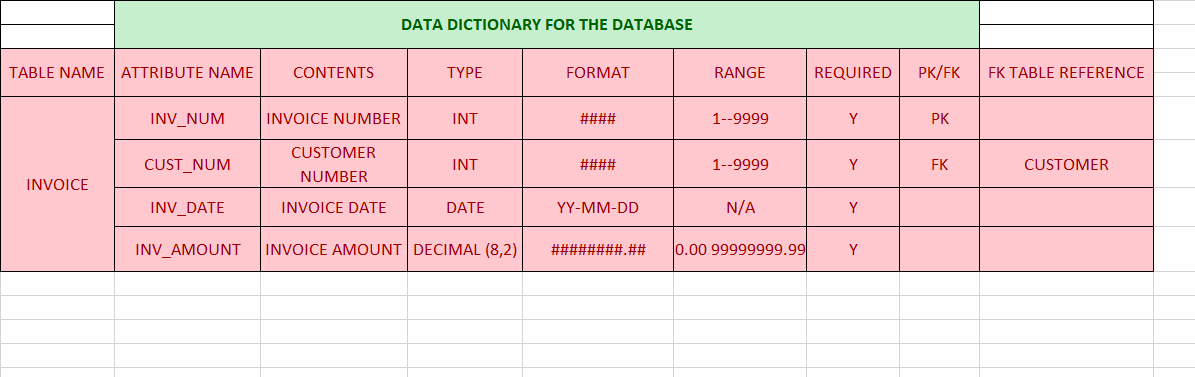 DATA DICTIONARY FOR THE DATABASE
TABLE NAME ATTRIBUTE NAME CONTENTS TYPE FORMAT RANGE REQUIRED PK/FK FK TABLE REFERENCE
INVOICE
INV_NUM INVOICE NUMBER INT #### 1--9999 Y PK
CUST_NUM CUSTOMER NUMBER INT #### 1--9999 Y FK CUSTOMER
INV_DATE INVOICE DATE DATE YY-MM-DD N/A Y
INV_AMOUNT INVOICE AMOUNT DECIMAL (8,2) ########.## 0.00 99999999.99 Y